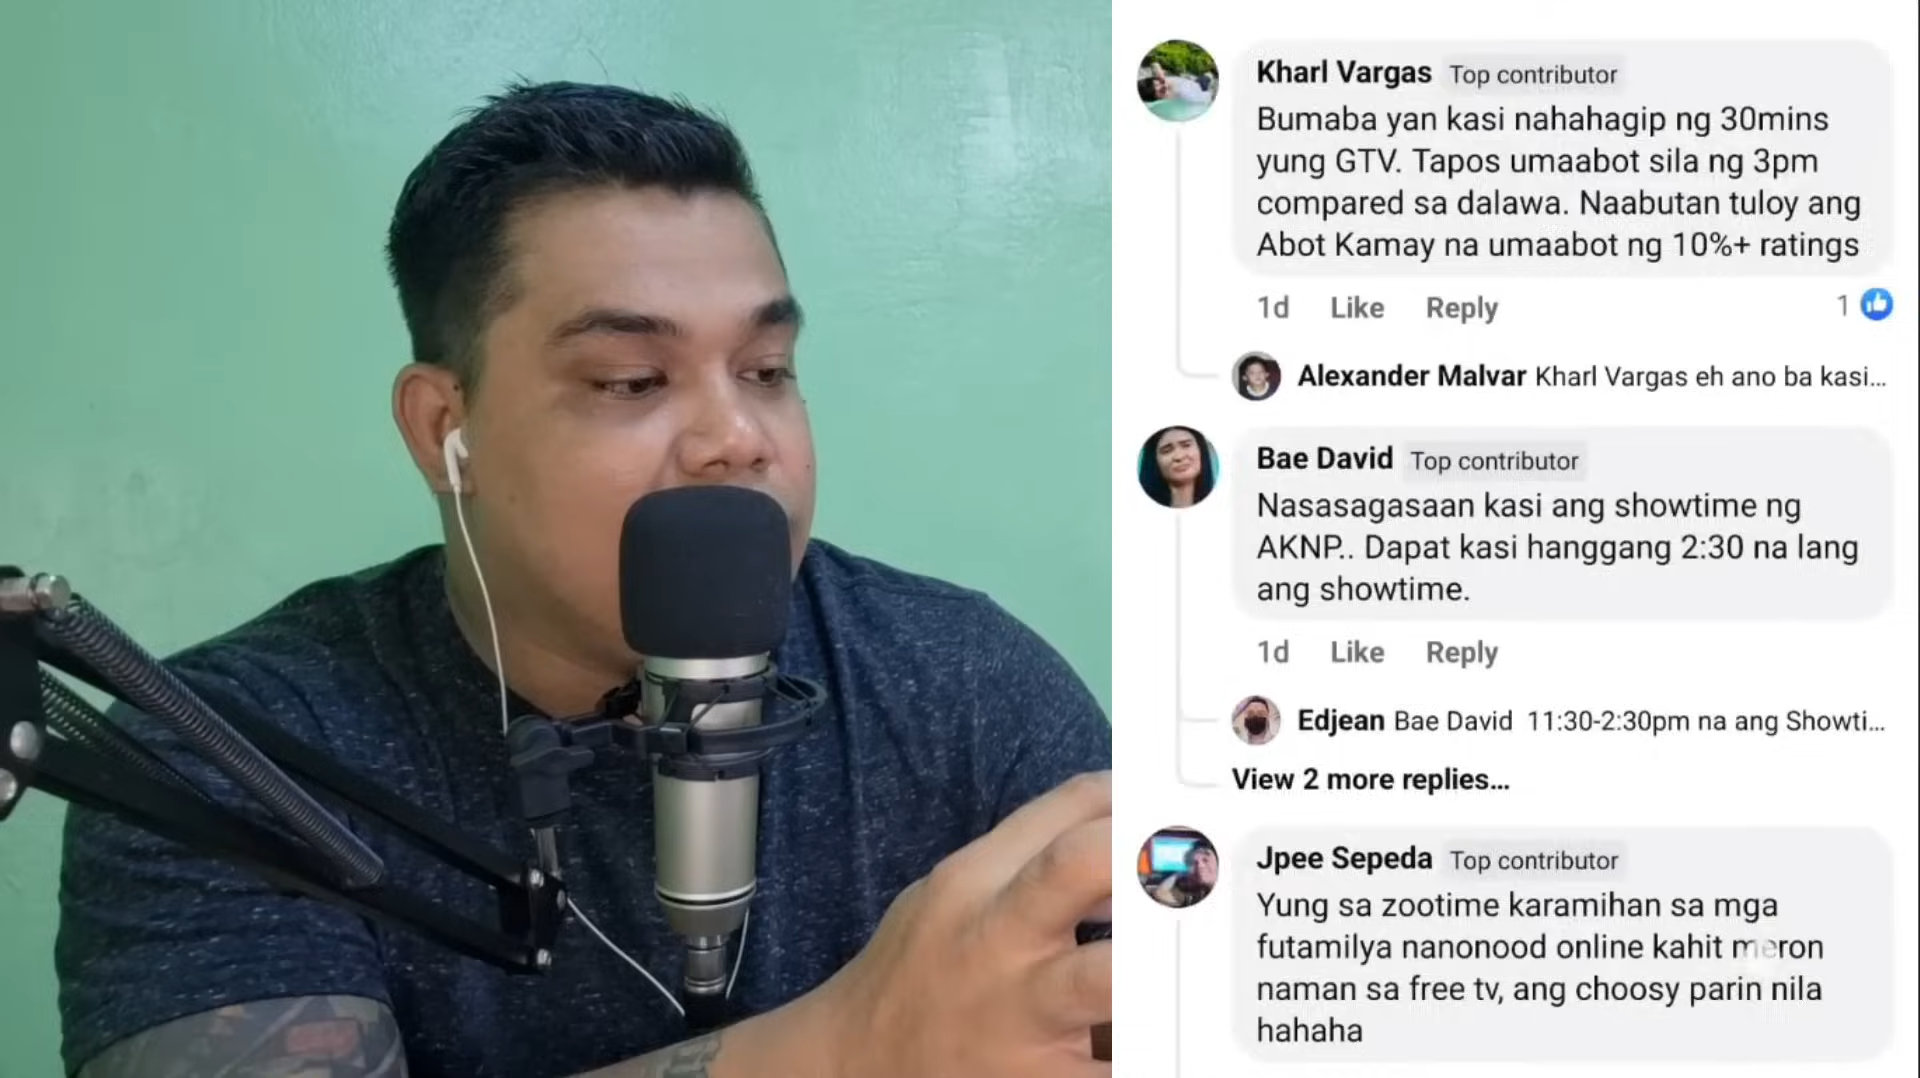 Kharl Vargas Top contributor
Bumaba yan kasi nahahagip ng 30mins
yung GTV. Tapos umaabot sila ng 3pm
compared sa dalawa. Naabutan tuloy ang
Abot Kamay na umaabot ng 10%+ ratings
1d Like Reply 1
Alexander Malvar Kharl Vargas eh ano ba kasi...
Bae David Top contributor
Nasasagasaan kasi ang showtime ng
AKNP.. Dapat kasi hanggang 2:30 na lang
ang showtime.
1d Like Reply
Edjean Bae David 11:30-2:30pm na ang Showti...
View 2 more replies...
Jpee Sepeda Top contributor
Yung sa zootime karamihan sa mga
futamilya nanonood online kahit meron
naman sa free tv, ang choosy parin nila
hahaha